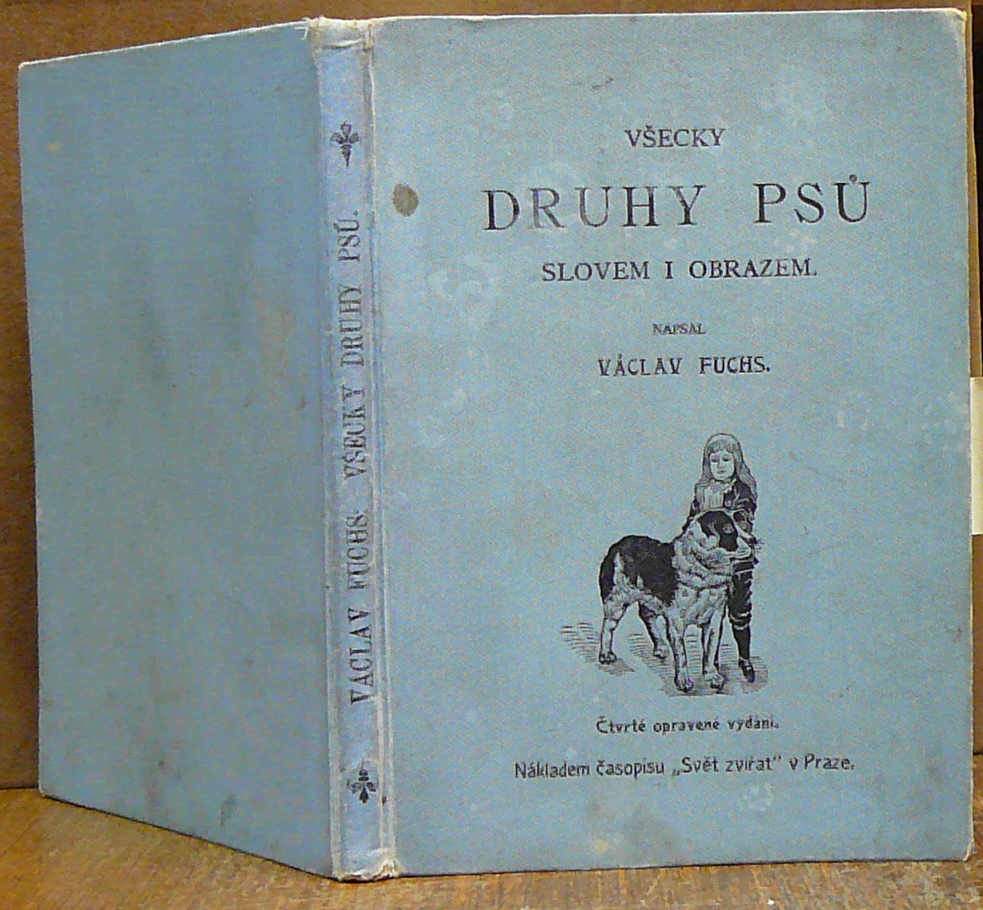 VŠECKY
DRUHY PSŮ
SLOVEM I OBRAZEM.
NAPSAL
VÁCLAV FUCHS.
Čtvrté opravené vydání.
Nákladem časopisu „Svět zvířat" v Praze.
VÁCLAV FUCHS- VŠECKY DRUHY PSŮ.